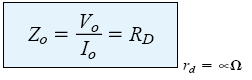 Z_o = V_o / I_o = R_D
r_d = ∝Ω